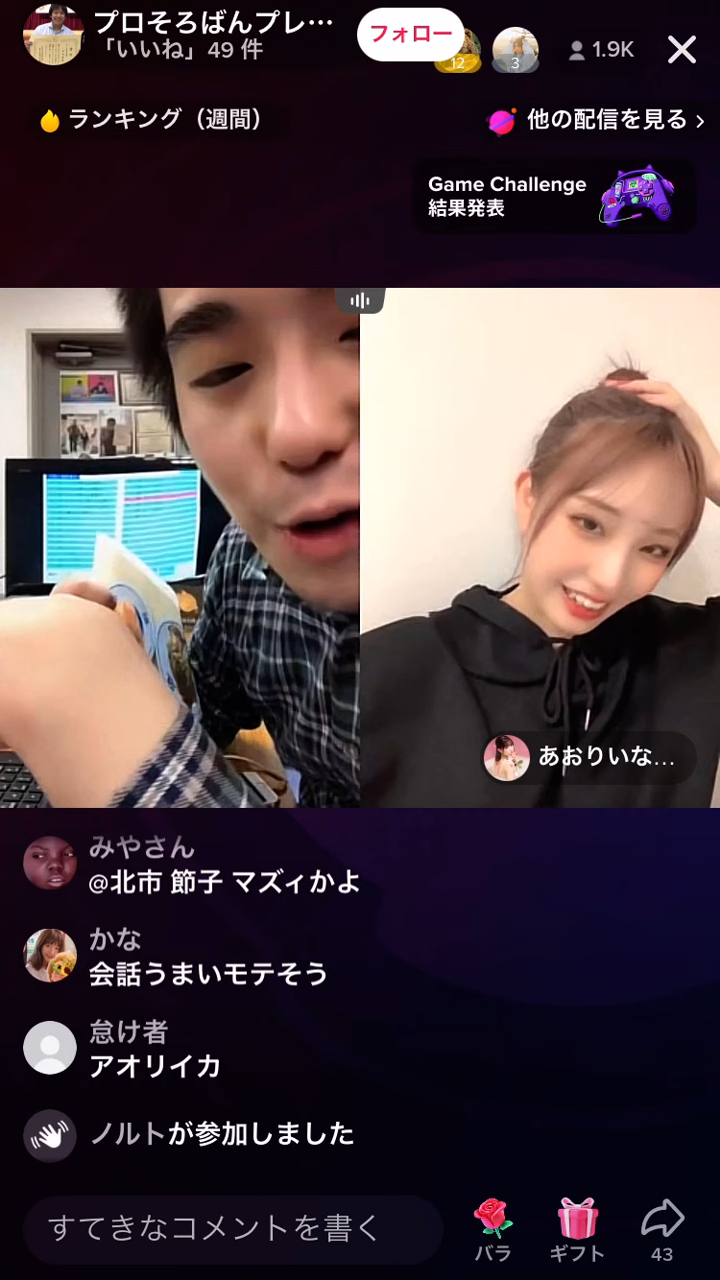 プロそろばんプレ…
「いいね」49 件
フォロー
12
3
1.9K
ランキング（週間）
他の配信を見る
Game Challenge
結果発表
あおりいな…
みやさん
@北市 節子 マズィかよ
かな
会話うまいモテそう
怠け者
アオリイカ
ノルトが参加しました
すてきなコメントを書く
バラ
ギフト
43